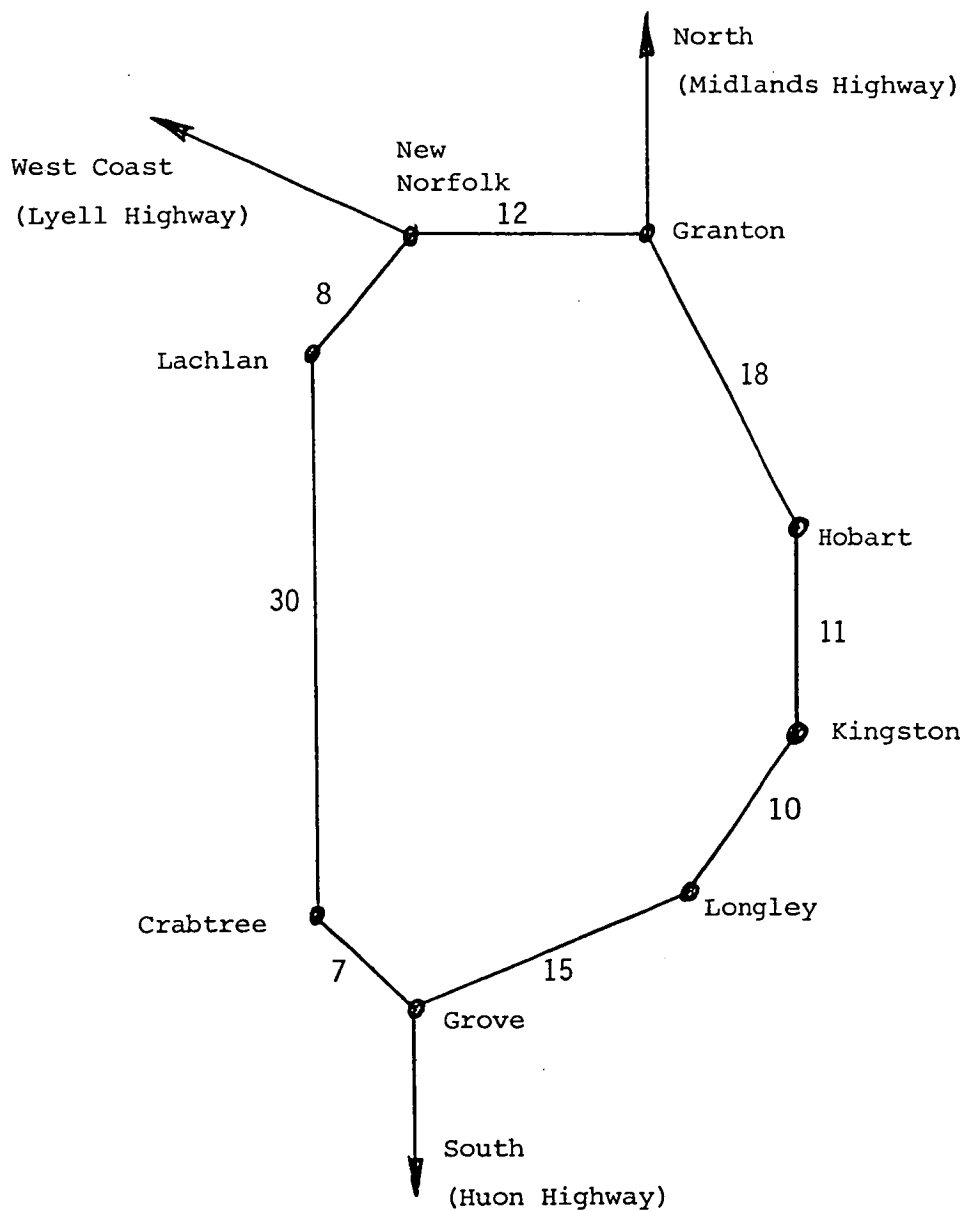 North
(Midlands Highway)
West Coast
(Lyell Highway)
New
Norfolk
12
Granton
8
Lachlan
18
Hobart
30
11
Kingston
10
Longley
Crabtree
7
15
Grove
South
(Huon Highway)